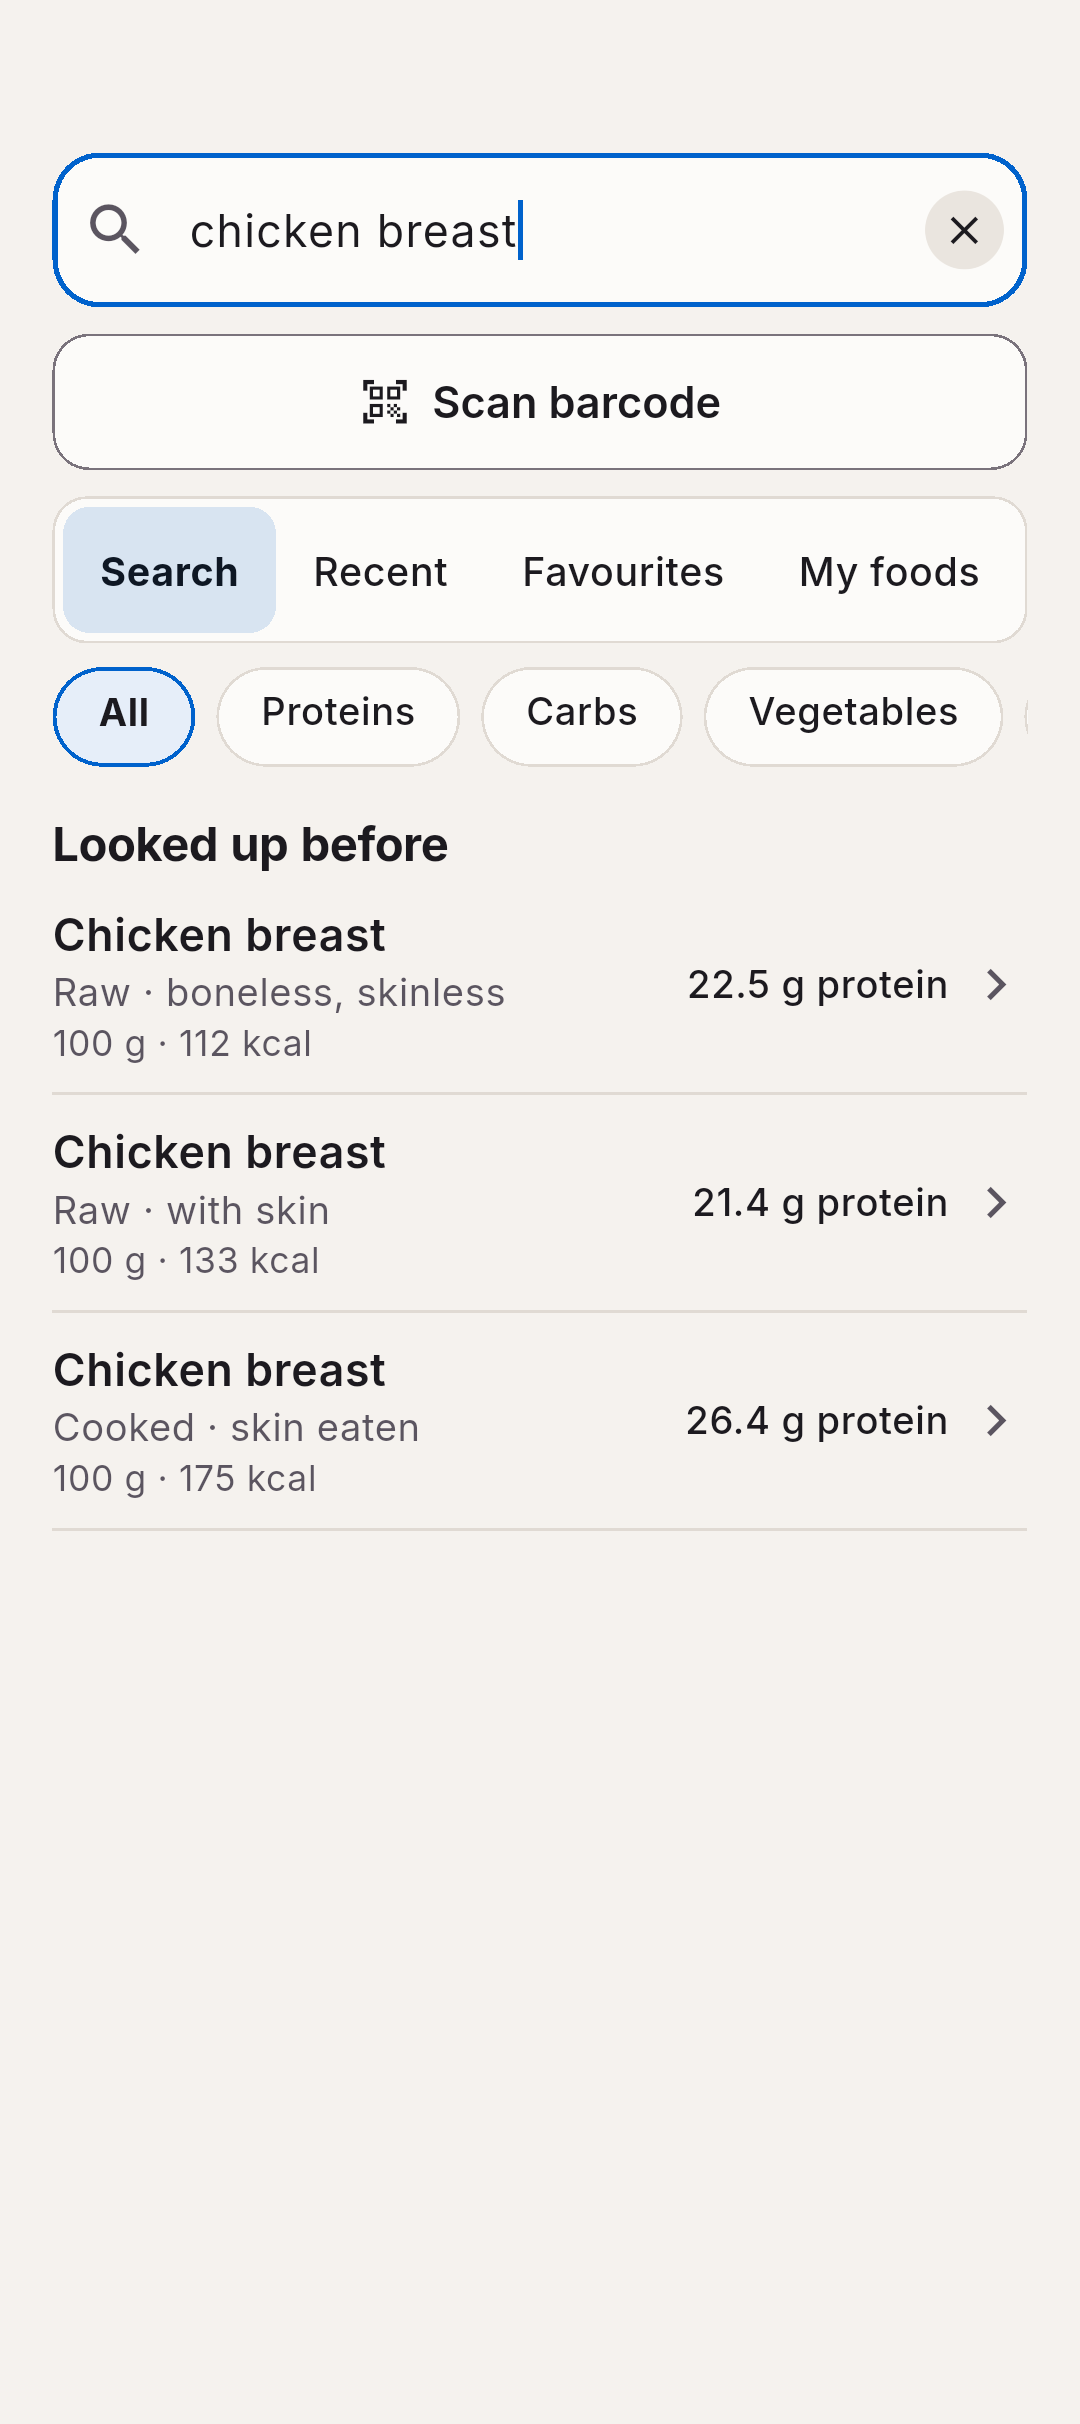 chicken breast
Scan barcode
Search Recent Favourites My foods
All Proteins Carbs Vegetables
Looked up before
Chicken breast
Raw · boneless, skinless
100 g · 112 kcal
22.5 g protein
Chicken breast
Raw · with skin
100 g · 133 kcal
21.4 g protein
Chicken breast
Cooked · skin eaten
100 g · 175 kcal
26.4 g protein